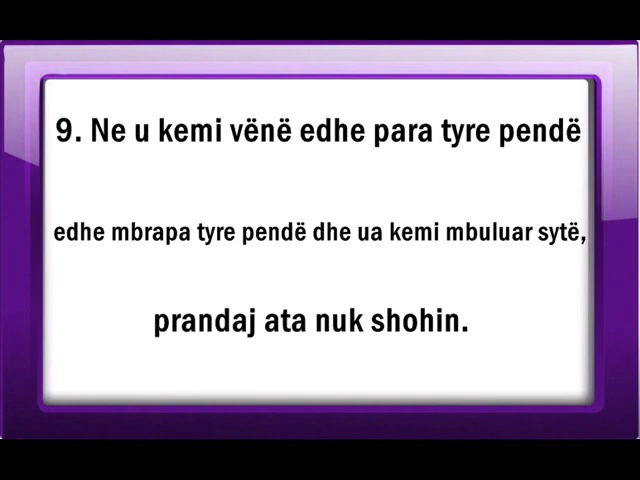 9. Ne u kemi vënë edhe para tyre pendë
edhe mbrapa tyre pendë dhe ua kemi mbuluar sytë,
prandaj ata nuk shohin.